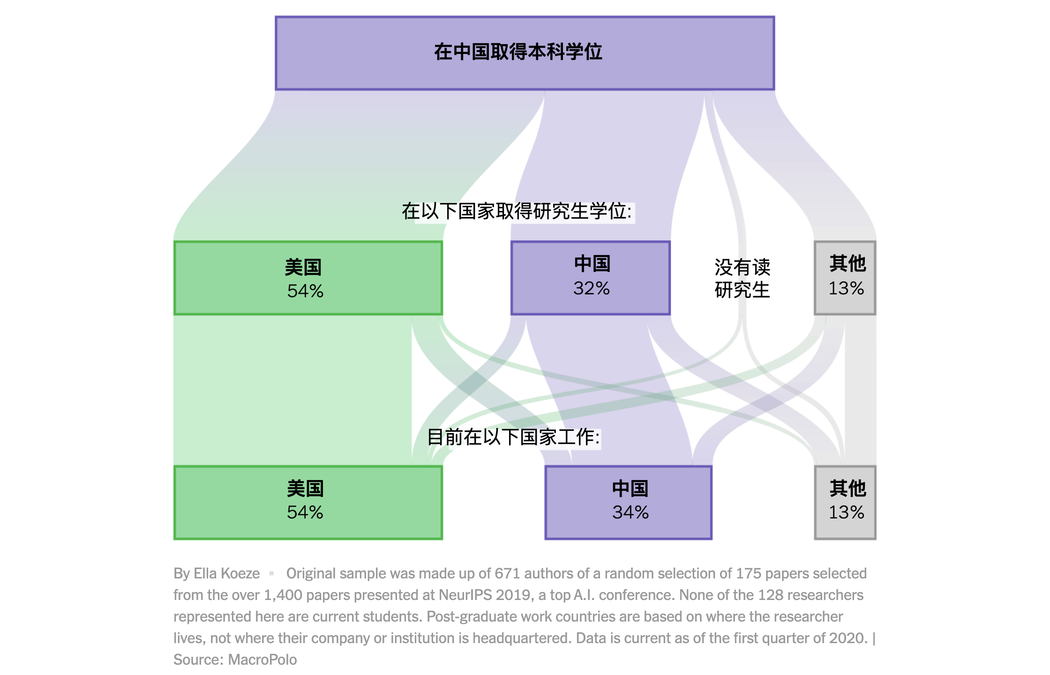 在中国取得本科学位
在以下国家取得研究生学位:
美国
54%
中国
32%
没有读
研究生
其他
13%
目前在以下国家工作:
美国
54%
中国
34%
其他
13%
By Ella Koeze • Original sample was made up of 671 authors of a random selection of 175 papers selected
from the over 1,400 papers presented at NeurIPS 2019, a top A.I. conference. None of the 128 researchers
represented here are current students. Post-graduate work countries are based on where the researcher
lives, not where their company or institution is headquartered. Data is current as of the first quarter of 2020. |
Source: MacroPolo